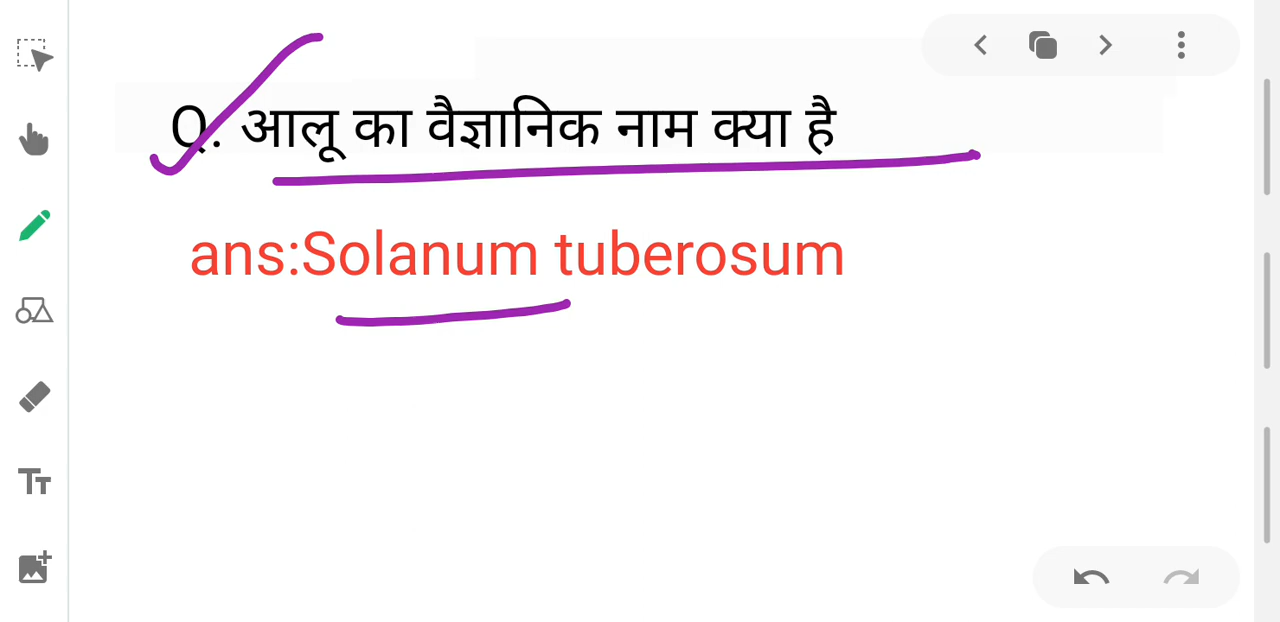 Q. आलू का वैज्ञानिक नाम क्या है
ans:Solanum tuberosum